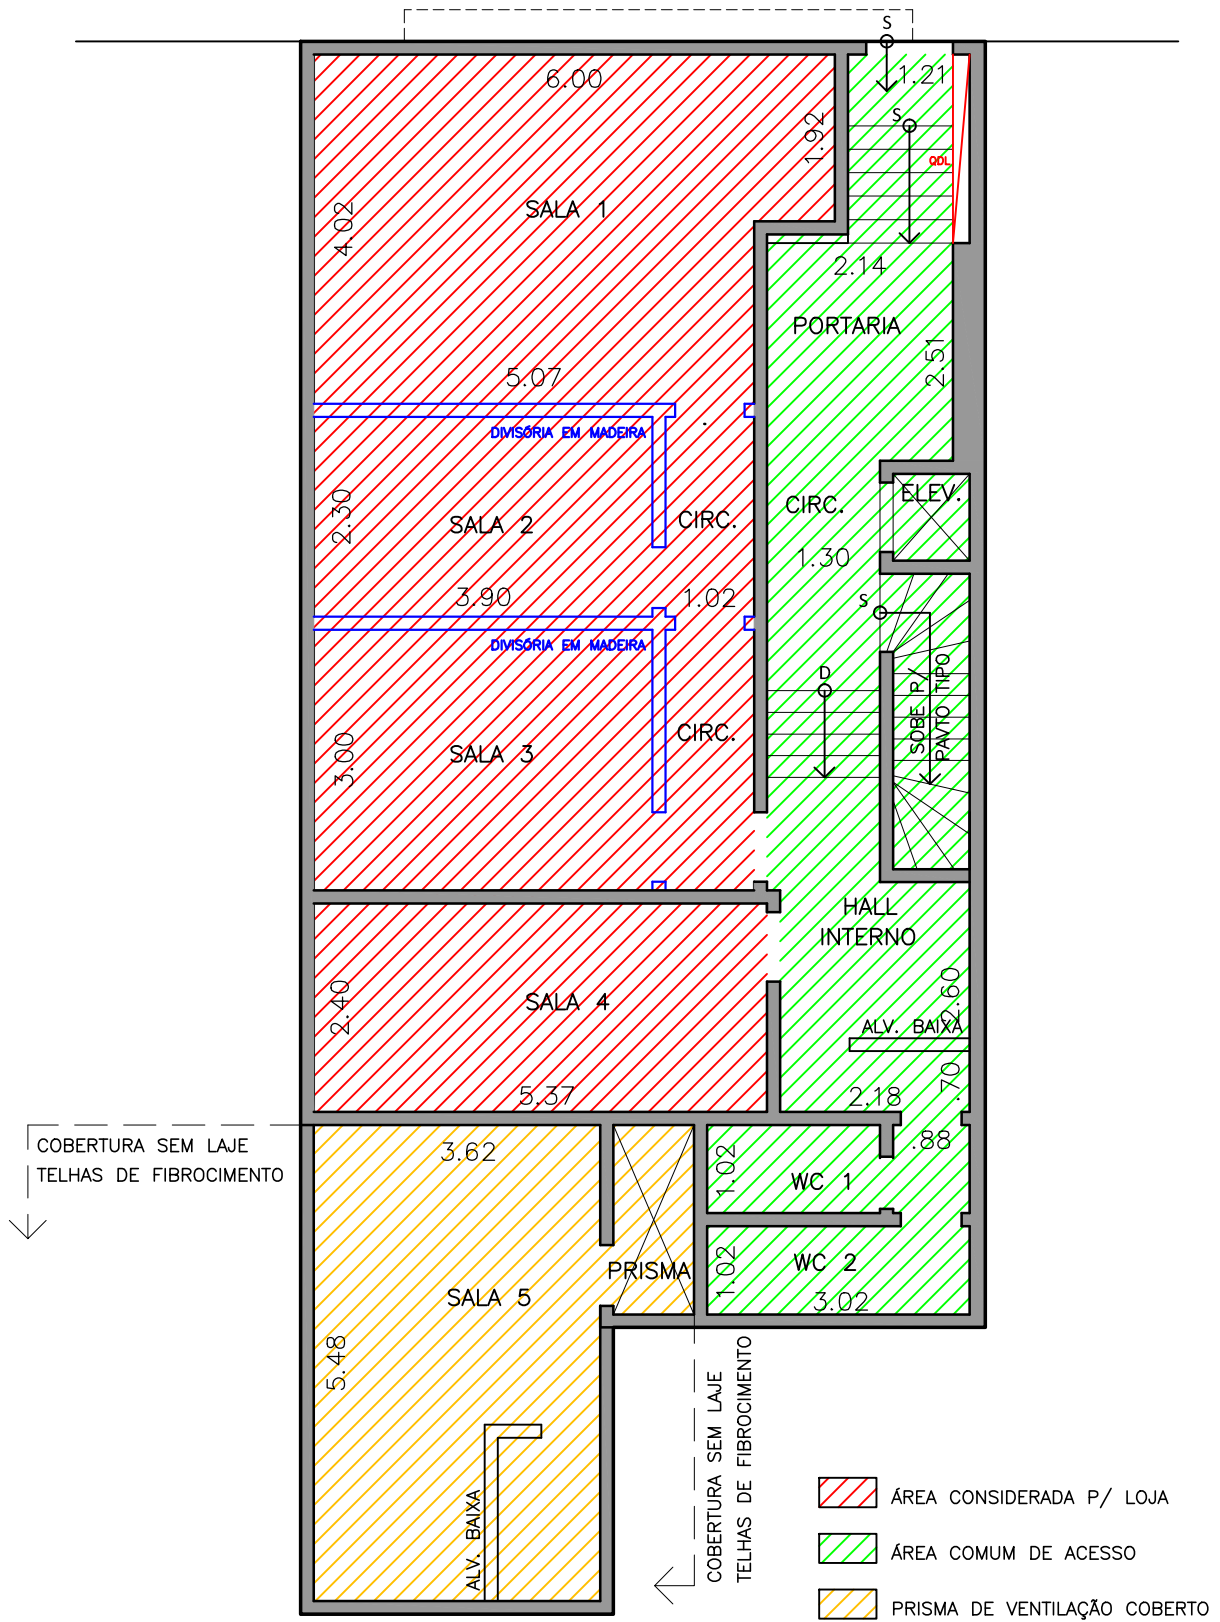 S
6.00
1.21
S
1.92
QDL
SALA 1
4.02
2.14
PORTARIA
2.51
5.07
DIVISÓRIA EM MADEIRA
ELEV.
CIRC.
2.30
SALA 2
CIRC.
1.30
3.90
1.02
S
DIVISÓRIA EM MADEIRA
D
SOBE P/
PAVTO TIPO
CIRC.
3.00
SALA 3
HALL
INTERNO
2.60
2.40
SALA 4
ALV. BAIXA
.70
5.37
2.18
COBERTURA SEM LAJE
TELHAS DE FIBROCIMENTO
3.62
.88
1.02
WC 1
PRISMA
1.02
WC 2
3.02
SALA 5
5.48
COBERTURA SEM LAJE
TELHAS DE FIBROCIMENTO
ALV. BAIXA
ÁREA CONSIDERADA P/ LOJA
ÁREA COMUM DE ACESSO
PRISMA DE VENTILAÇÃO COBERTO